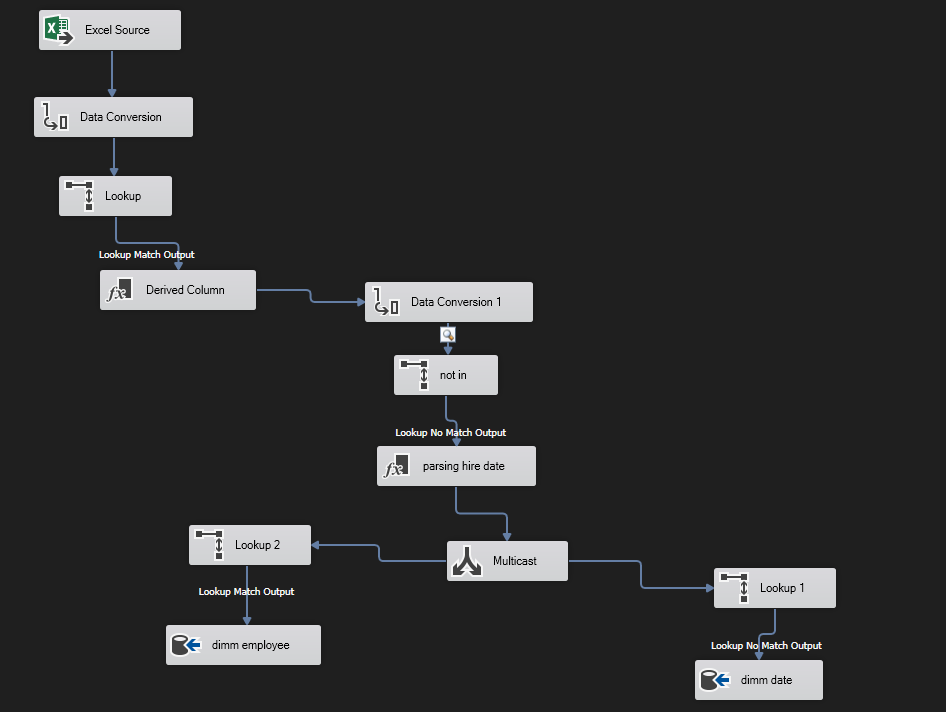 Excel Source
Data Conversion
Lookup
Lookup Match Output
Derived Column
Data Conversion 1
not in
Lookup No Match Output
parsing hire date
Multicast
Lookup 2
Lookup Match Output
dimm employee
Lookup 1
Lookup No Match Output
dimm date